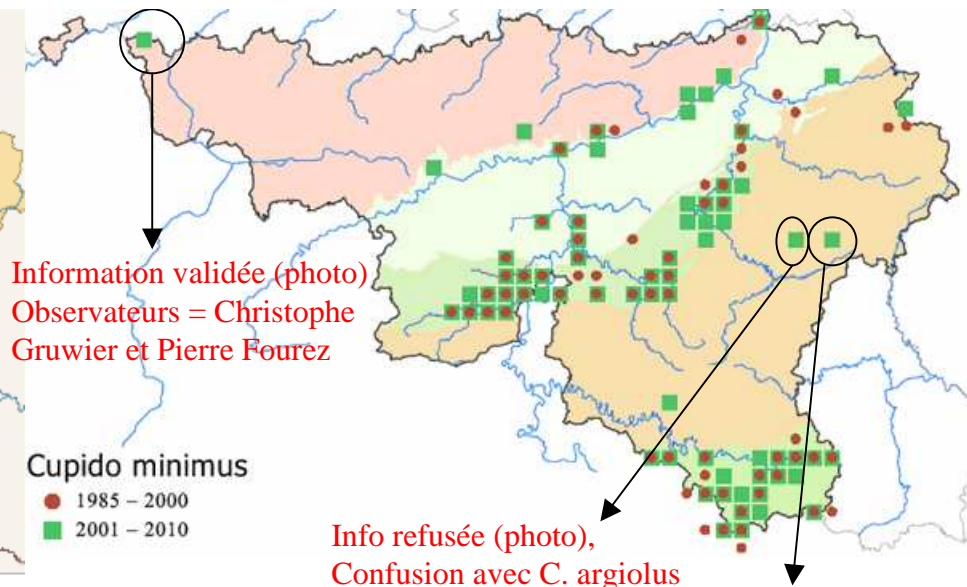 Information validée (photo)
Observateurs = Christophe
Gruwier et Pierre Fourez
Cupido minimus
1985 – 2000
2001 – 2010
Info refusée (photo),
Confusion avec C. argiolus